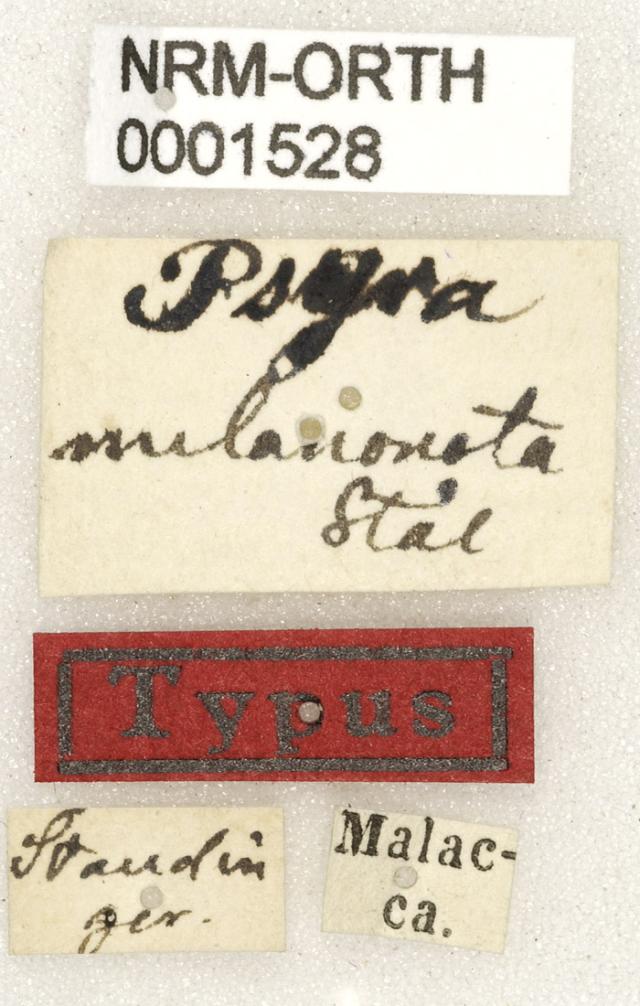 NRM-ORTH
0001528
Psyra
melanonota
Stål
Typus
Staudin
ger.
Malac-
ca.